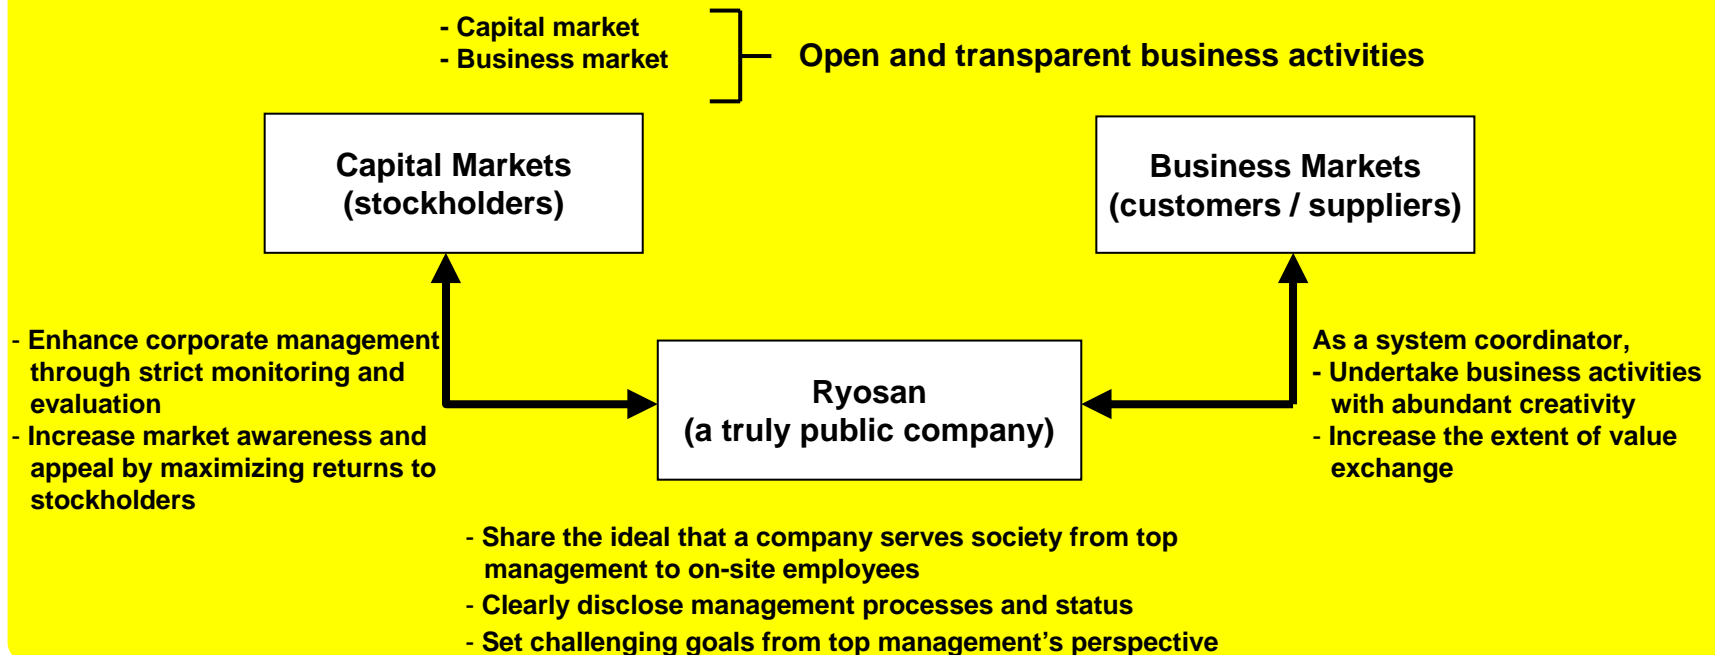 - Capital market
- Business market
Open and transparent business activities
Capital Markets
(stockholders)
Business Markets
(customers / suppliers)
- Enhance corporate management
through strict monitoring and
evaluation
- Increase market awareness and
appeal by maximizing returns to
stockholders
Ryosan
(a truly public company)
As a system coordinator,
- Undertake business activities
with abundant creativity
- Increase the extent of value
exchange
- Share the ideal that a company serves society from top
management to on-site employees
- Clearly disclose management processes and status
- Set challenging goals from top management’s perspective